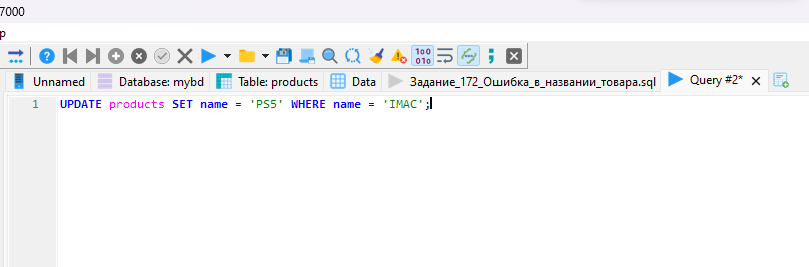 7000
p
Unnamed Database: mybd Table: products Data Задание_172_Ошибка_в_названии_товара.sql Query #2*
1 UPDATE products SET name = 'PS5' WHERE name = 'IMAC';